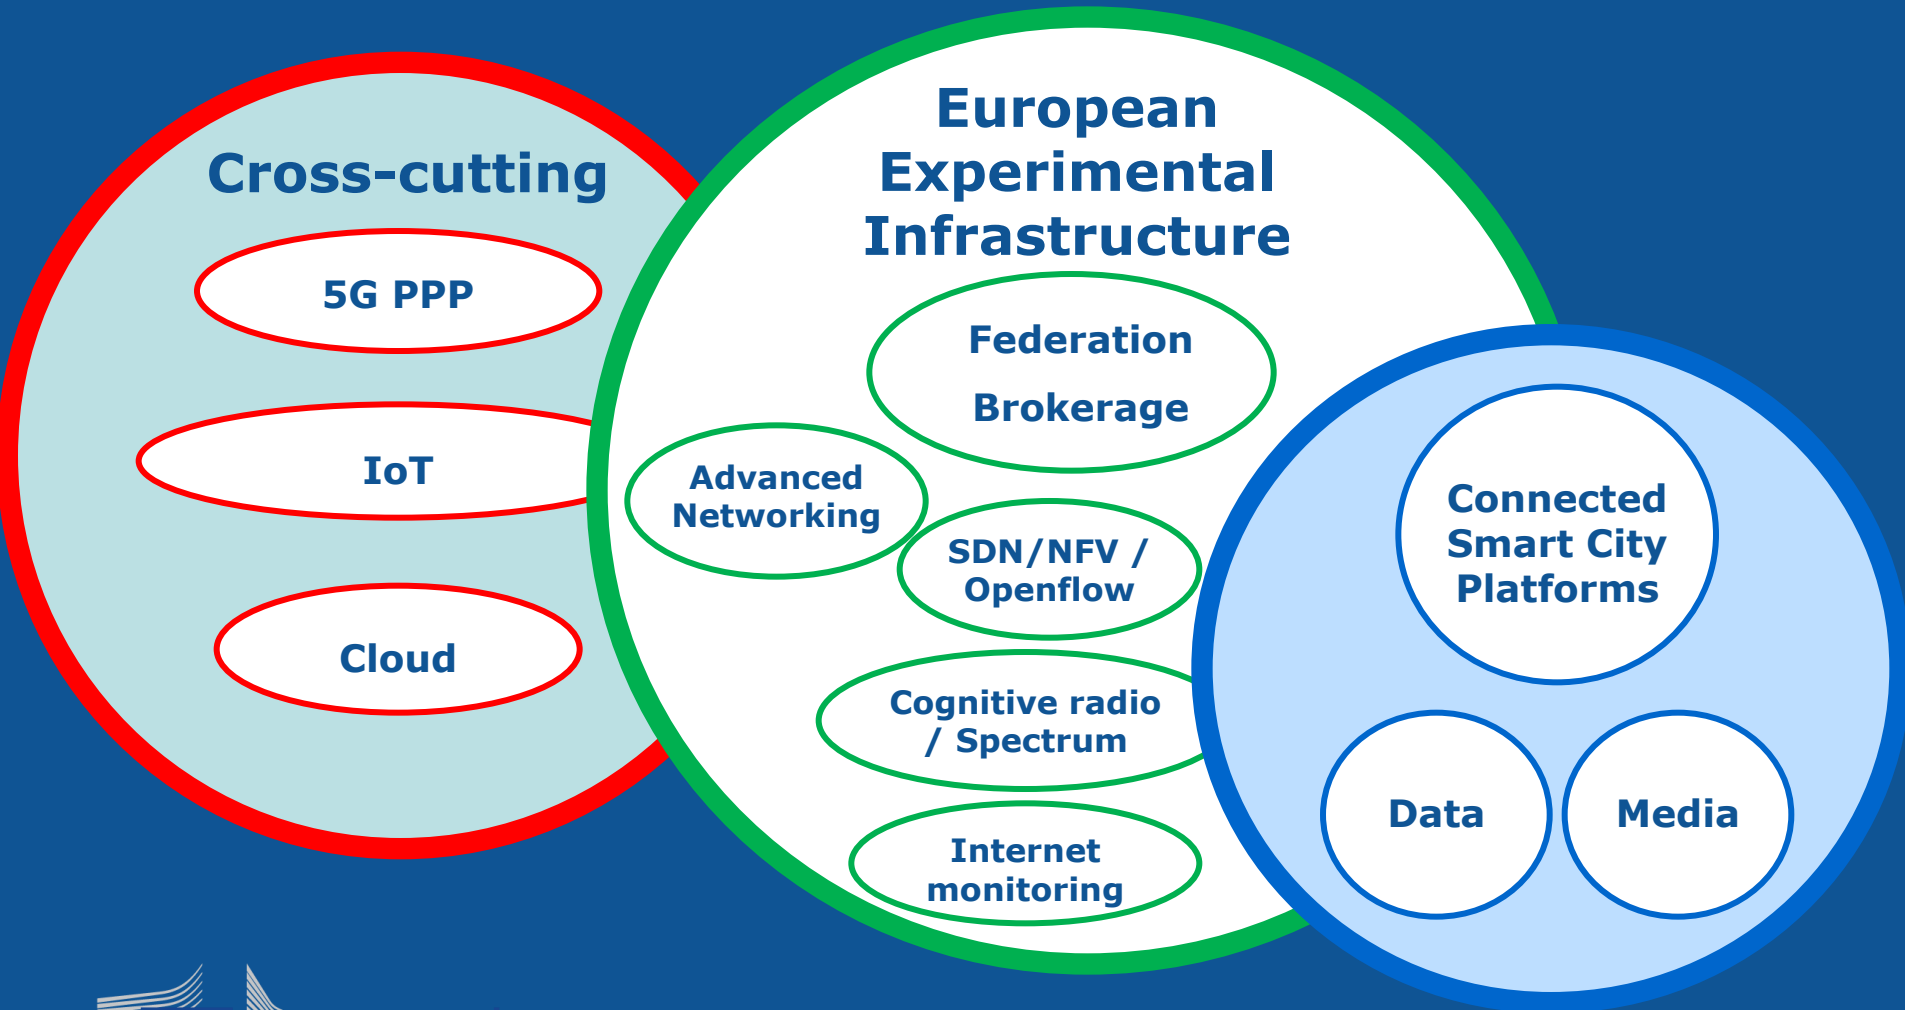 Cross-cutting
5G PPP
IoT
Cloud
European
Experimental
Infrastructure
Federation
Brokerage
Advanced
Networking
SDN/NFV /
Openflow
Cognitive radio
/ Spectrum
Internet
monitoring
Connected
Smart City
Platforms
Data
Media